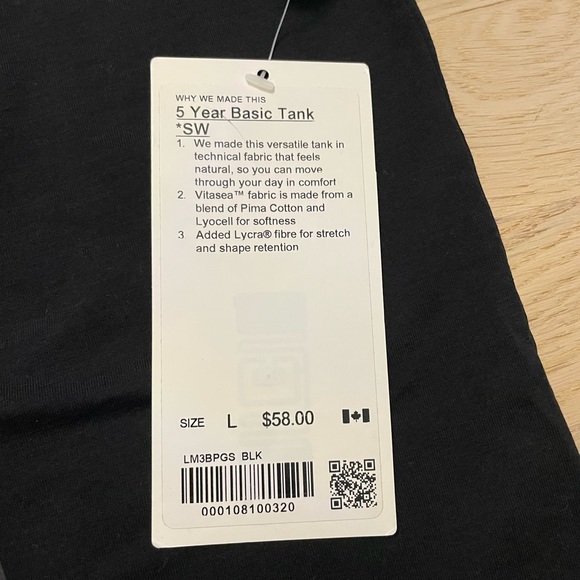 WHY WE MADE THIS
5 Year Basic Tank
*SW
1. We made this versatile tank in
technical fabric that feels
natural, so you can move
through your day in comfort
2. Vitasea™ fabric is made from a
blend of Pima Cotton and
Lyocell for softness
3. Added Lycra® fibre for stretch
and shape retention
SIZE L $58.00
LM3BPGS BLK
000108100320